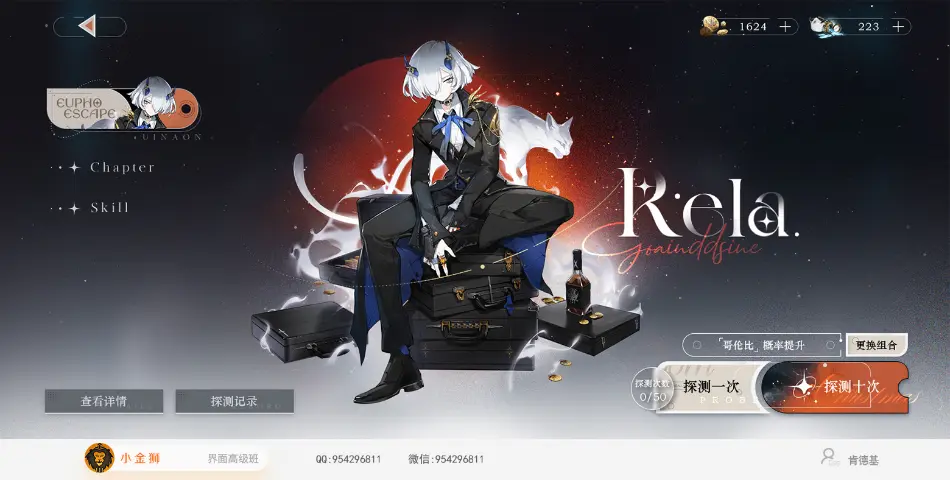 1624 +
223 +
EUPHO
ESCAPE
UINAON
Chapter
Skill
Rela.
「哥伦比」概率提升
更换组合
探测次数
0/50
探测一次
探测十次
查看详情
探测记录
小金狮
界面高级班
QQ:954296811
微信:954296811
肯德基